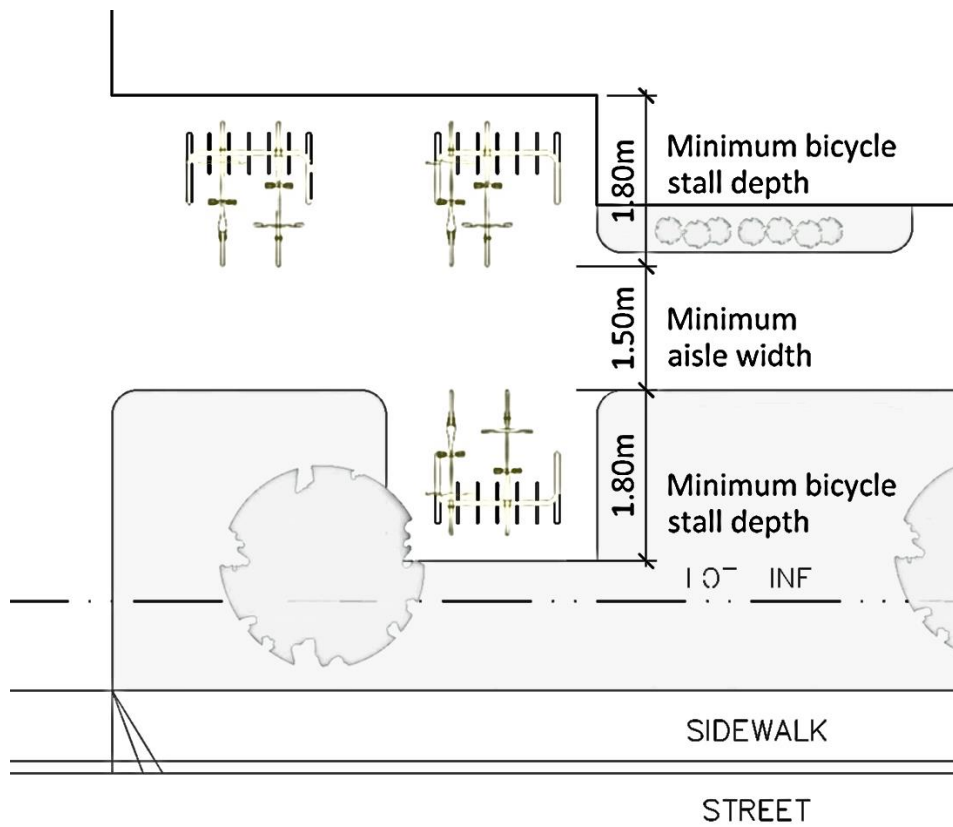 1.80m
Minimum bicycle
stall depth
1.50m
Minimum
aisle width
1.80m
Minimum bicycle
stall depth
SIDEWALK
STREET